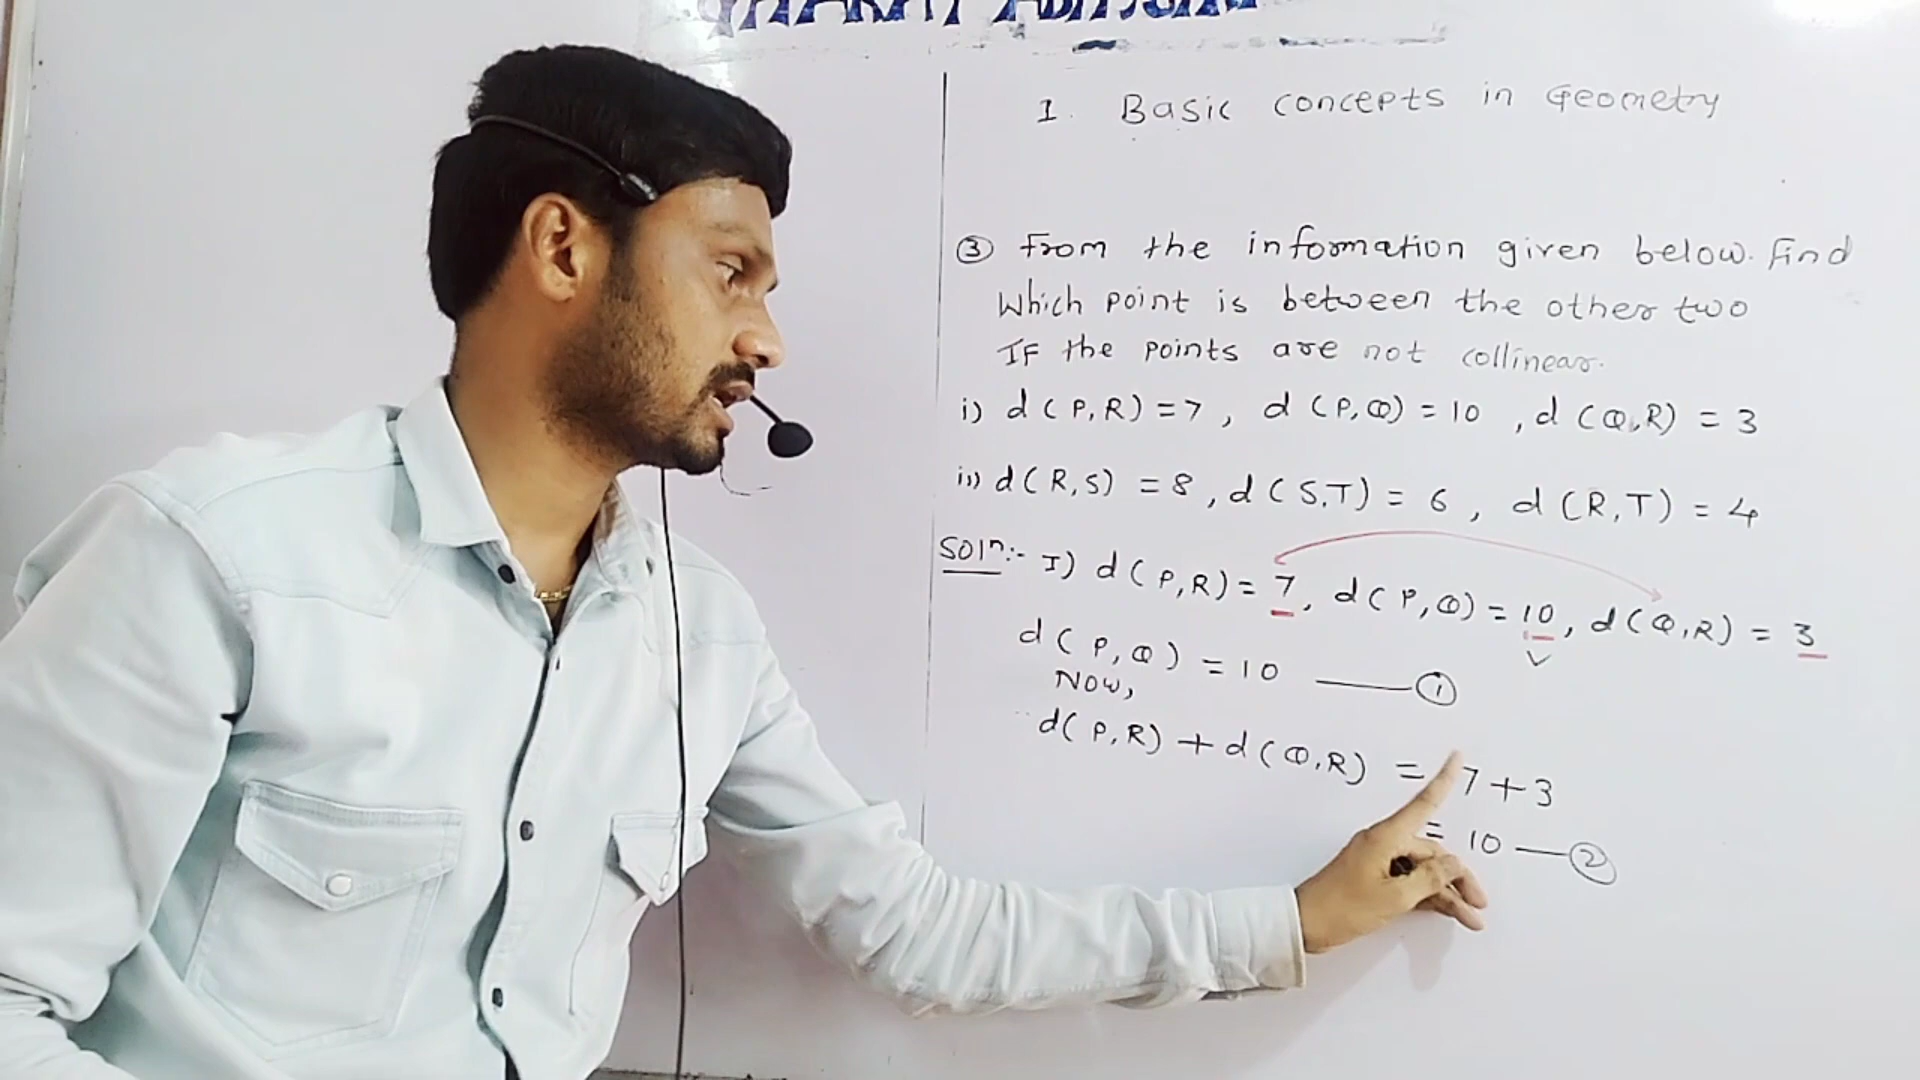 1. Basic concepts in Geometry
③ From the information given below. Find
which point is between the other two
IF the points are not collinear.
i) d(P,R)=7, d(P,Q)=10, d(Q,R)=3
ii) d(R,S)=8, d(S,T)=6, d(R,T)=4
Solⁿ:- I) d(P,R)=7, d(P,Q)=10, d(Q,R)=3
d(P,Q)=10 —— ①
Now,
d(P,R)+d(Q,R) = 7+3
= 10 — ②